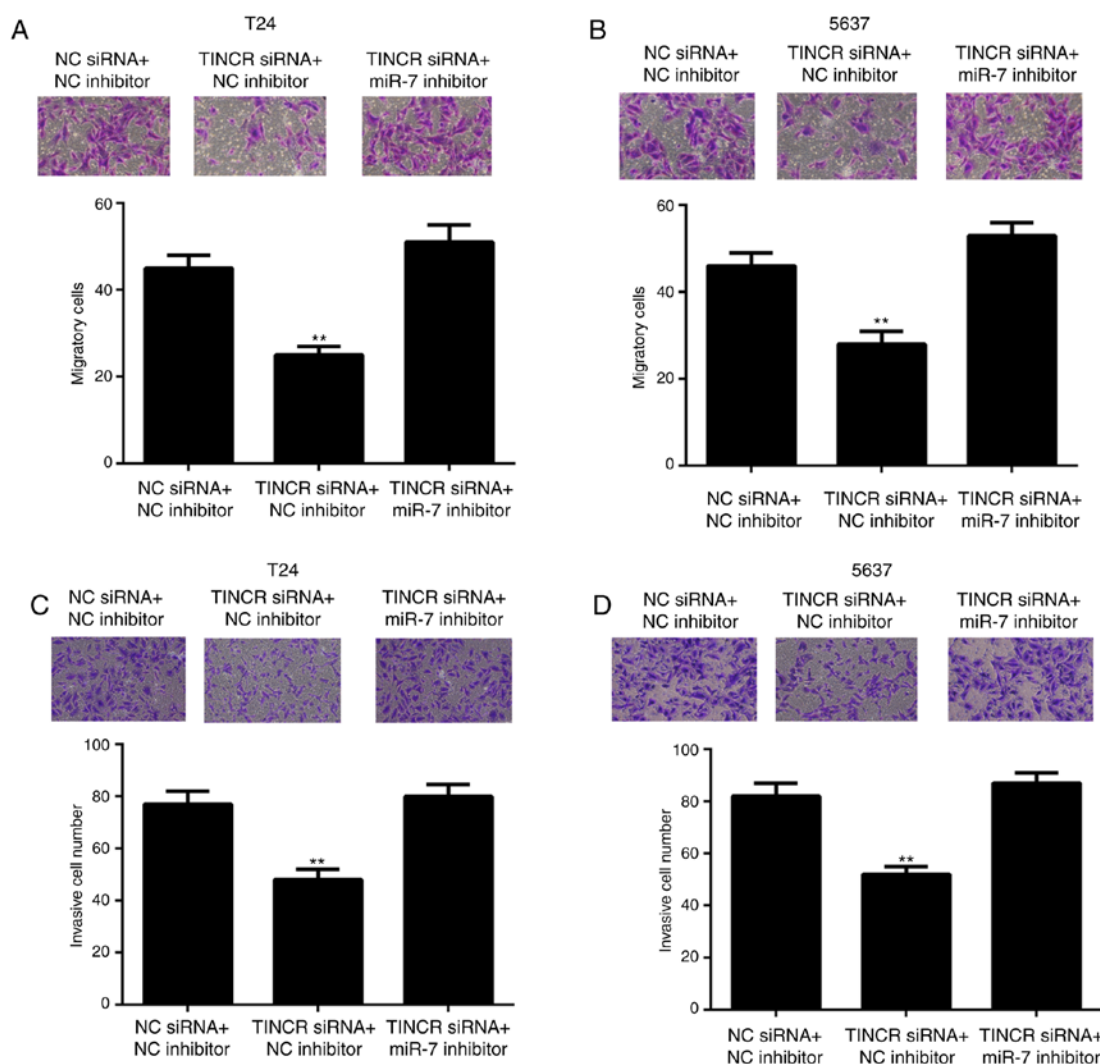 A
T24
NC siRNA+
NC inhibitor
TINCR siRNA+
NC inhibitor
TINCR siRNA+
miR-7 inhibitor
60
40
20
0
Migratory cells
**
NC siRNA+
NC inhibitor
TINCR siRNA+
NC inhibitor
TINCR siRNA+
miR-7 inhibitor
B
5637
NC siRNA+
NC inhibitor
TINCR siRNA+
NC inhibitor
TINCR siRNA+
miR-7 inhibitor
60
40
20
0
Migratory cells
**
NC siRNA+
NC inhibitor
TINCR siRNA+
NC inhibitor
TINCR siRNA+
miR-7 inhibitor
C
T24
NC siRNA+
NC inhibitor
TINCR siRNA+
NC inhibitor
TINCR siRNA+
miR-7 inhibitor
100
80
60
40
20
0
Invasive cell number
**
NC siRNA+
NC inhibitor
TINCR siRNA+
NC inhibitor
TINCR siRNA+
miR-7 inhibitor
D
5637
NC siRNA+
NC inhibitor
TINCR siRNA+
NC inhibitor
TINCR siRNA+
miR-7 inhibitor
100
80
60
40
20
0
Invasive cell number
**
NC siRNA+
NC inhibitor
TINCR siRNA+
NC inhibitor
TINCR siRNA+
miR-7 inhibitor